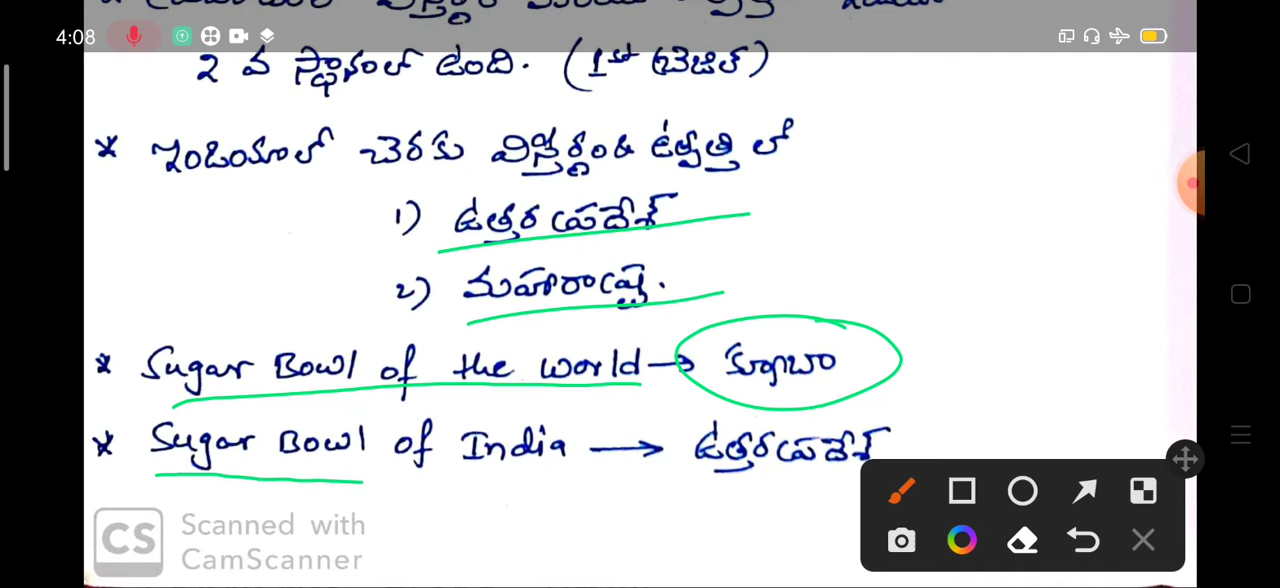 4:08
2 వ స్థానంలో ఉంది. (1st బ్రెజిల్)
* ఇండియాలో చెరకు విస్తీర్ణం & ఉత్పత్తి లో
1) ఉత్తరప్రదేశ్
2) మహారాష్ట్ర.
* Sugar Bowl of the world → క్యూబా
* Sugar Bowl of India → ఉత్తరప్రదేశ్
CS Scanned with
CamScanner